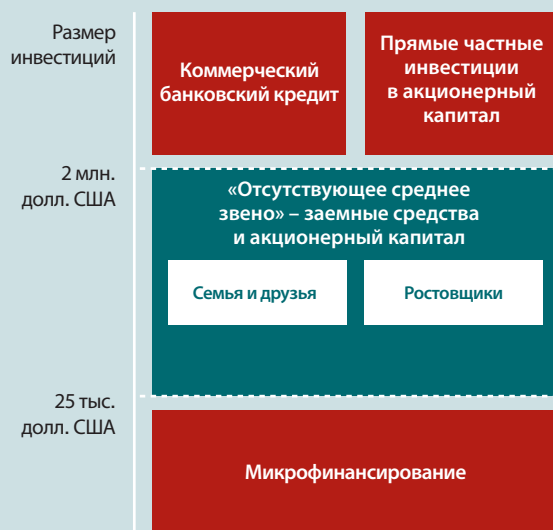 Размер
инвестиций
Коммерческий
банковский кредит
Прямые частные
инвестиции
в акционерный
капитал
2 млн.
долл. США
«Отсутствующее среднее
звено» – заемные средства
и акционерный капитал
Семья и друзья
Ростовщики
25 тыс.
долл. США
Микрофинансирование